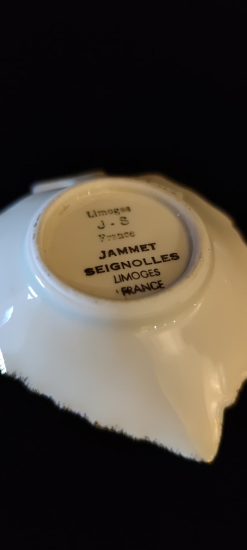 Limoges
J - S
France
JAMMET
SEIGNOLLES
LIMOGES
FRANCE